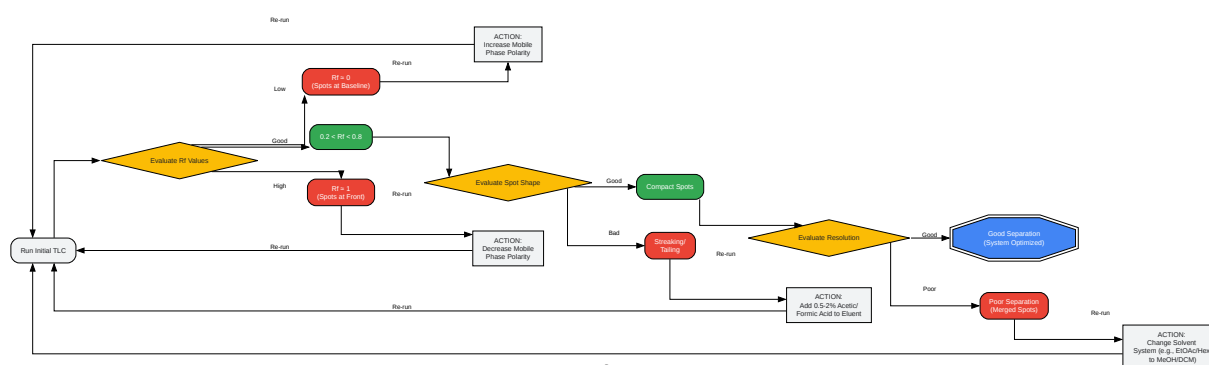 Re-run
ACTION:
Increase Mobile
Phase Polarity
Re-run
Rf ≈ 0
(Spots at Baseline)
Low
Good
0.2 < Rf < 0.8
Evaluate Rf Values
High
Rf ≈ 1
(Spots at Front)
Re-run
Evaluate Spot Shape
Good
Compact Spots
Run Initial TLC
Re-run
ACTION:
Decrease Mobile
Phase Polarity
Bad
Streaking/
Tailing
Re-run
Evaluate Resolution
Good
Good Separation
(System Optimized)
Re-run
ACTION:
Add 0.5-2% Acetic/
Formic Acid to Eluent
Poor
Poor Separation
(Merged Spots)
Re-run
ACTION:
Change Solvent
System (e.g., EtOAc/Hex
to MeOH/DCM)